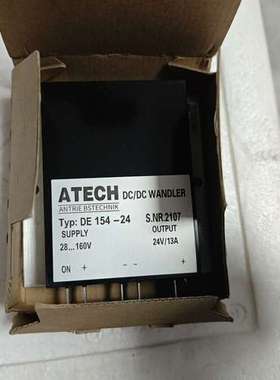 ATECH DC/DC WANDLER
ANTRIEBSTECHNIK
Typ: DE 154-24 S.NR.2107
SUPPLY OUTPUT
28...160V 24V/13A
ON + - + -